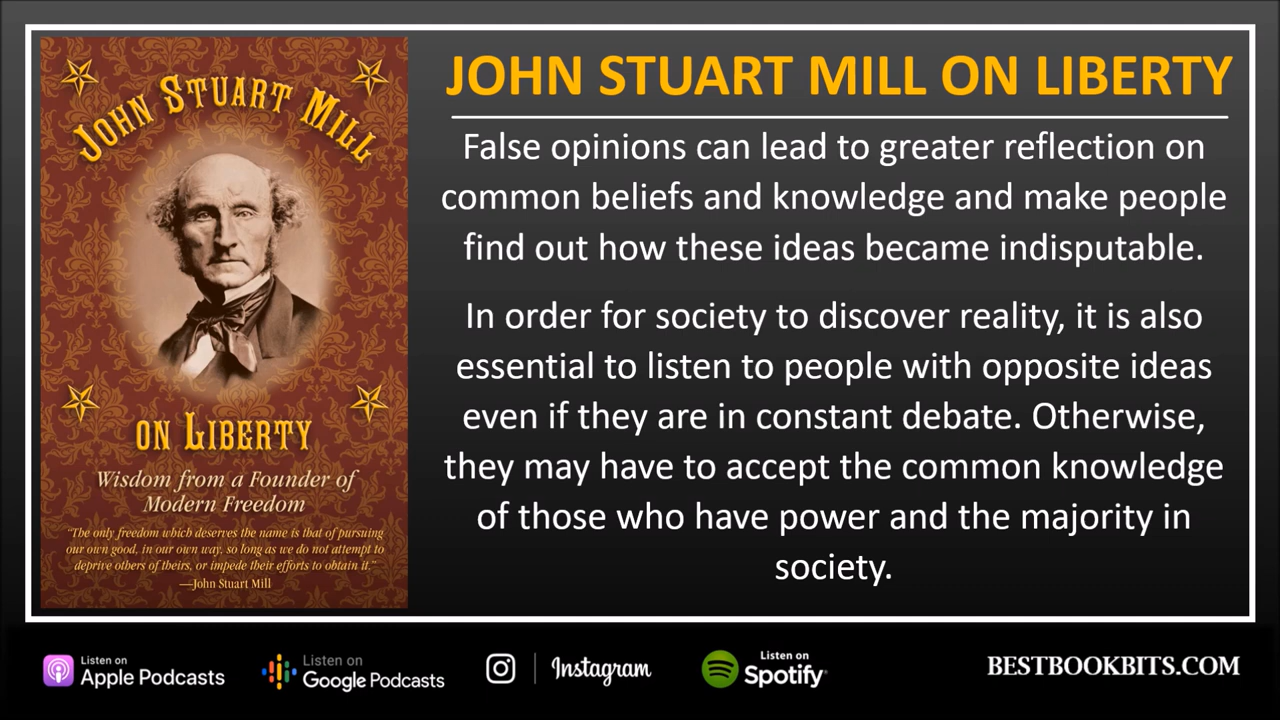 JOHN STUART MILL
ON LIBERTY
Wisdom from a Founder of
Modern Freedom
"The only freedom which deserves the name is that of pursuing
our own good, in our own way, so long as we do not attempt to
deprive others of theirs, or impede their efforts to obtain it."
—John Stuart Mill
JOHN STUART MILL ON LIBERTY
False opinions can lead to greater reflection on
common beliefs and knowledge and make people
find out how these ideas became indisputable.
In order for society to discover reality, it is also
essential to listen to people with opposite ideas
even if they are in constant debate. Otherwise,
they may have to accept the common knowledge
of those who have power and the majority in
society.
Listen on
Apple Podcasts
Listen on
Google Podcasts
Instagram
Listen on
Spotify
BESTBOOKBITS.COM